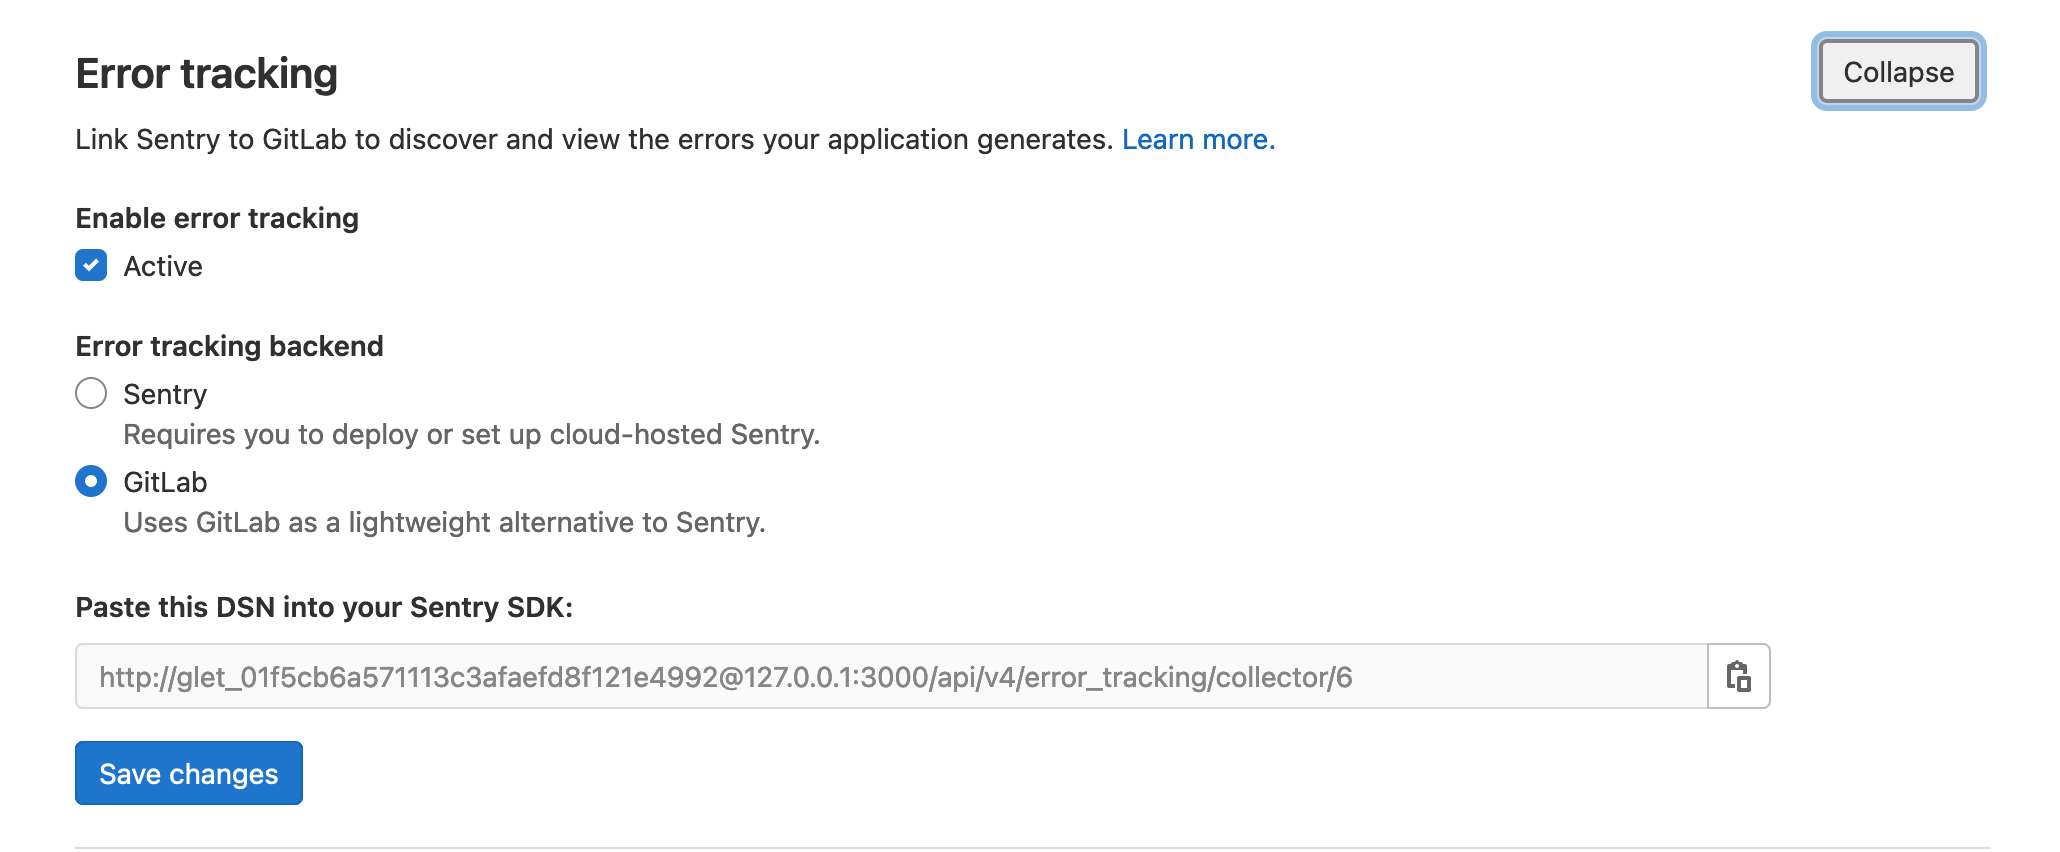 Error tracking
Collapse
Link Sentry to GitLab to discover and view the errors your application generates. Learn more.
Enable error tracking
Active
Error tracking backend
Sentry
Requires you to deploy or set up cloud-hosted Sentry.
GitLab
Uses GitLab as a lightweight alternative to Sentry.
Paste this DSN into your Sentry SDK:
http://glet_01f5cb6a571113c3afaefd8f121e4992@127.0.0.1:3000/api/v4/error_tracking/collector/6
Save changes